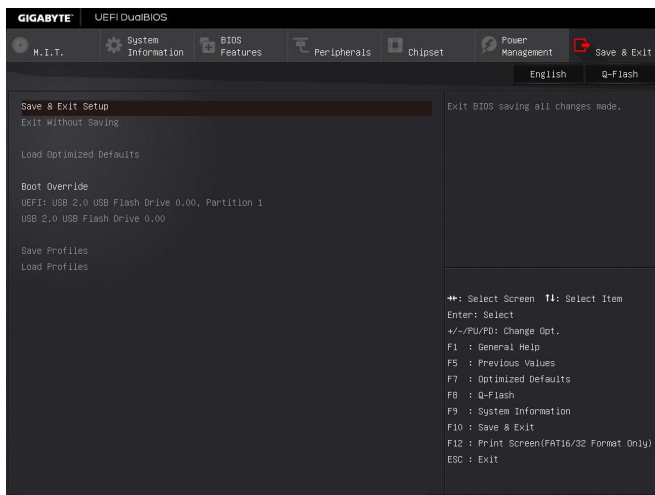 GIGABYTE™ UEFI DualBIOS
M.I.T.
System Information
BIOS Features
Peripherals
Chipset
Power Management
Save & Exit
English Q-Flash
Save & Exit Setup
Exit Without Saving
Load Optimized Defaults
Boot Override
UEFI: USB 2.0 USB Flash Drive 0.00, Partition 1
USB 2.0 USB Flash Drive 0.00
Save Profiles
Load Profiles
Exit BIOS saving all changes made.
→←: Select Screen ↑↓: Select Item
Enter: Select
+/-/PU/PD: Change Opt.
F1 : General Help
F5 : Previous Values
F7 : Optimized Defaults
F8 : Q-Flash
F9 : System Information
F10 : Save & Exit
F12 : Print Screen(FAT16/32 Format Only)
ESC : Exit